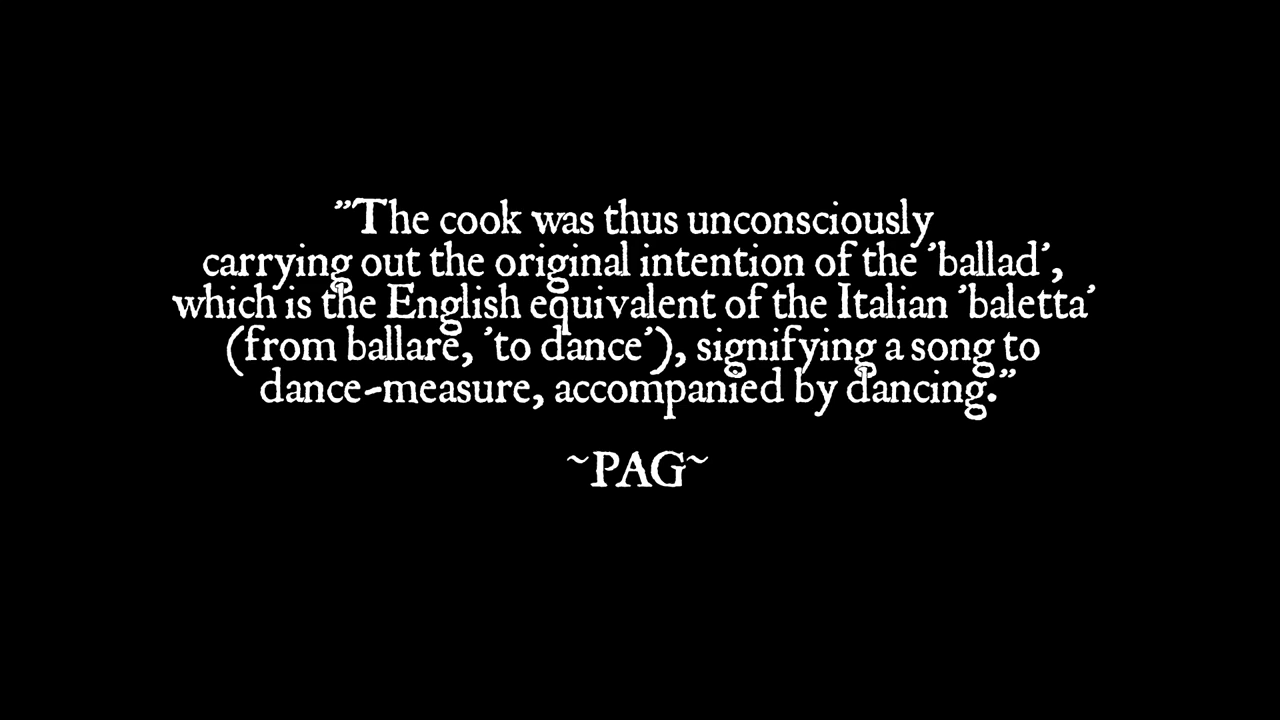 "The cook was thus unconsciously
carrying out the original intention of the 'ballad',
which is the English equivalent of the Italian 'baletta'
(from ballare, 'to dance'), signifying a song to
dance-measure, accompanied by dancing."
~PAG~